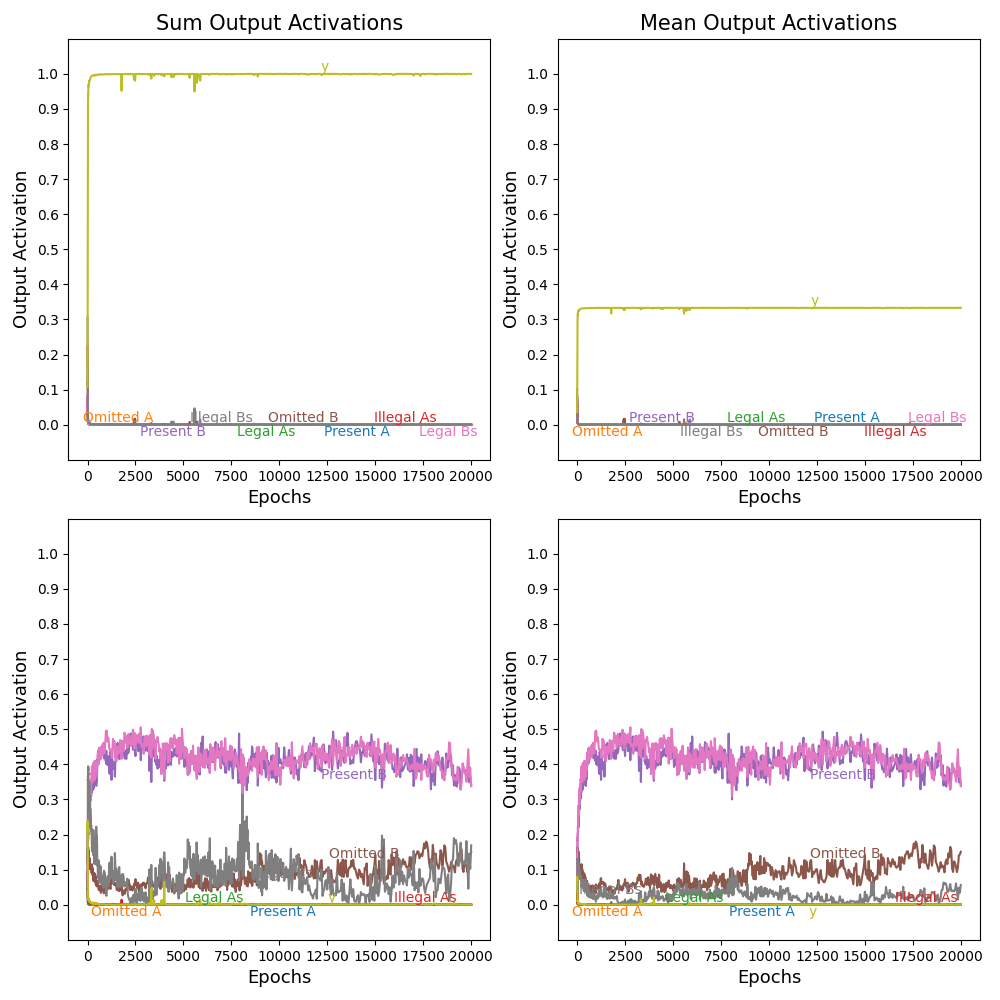 Sum Output Activations
Mean Output Activations
Output Activation
1.0
0.9
0.8
0.7
0.6
0.5
0.4
0.3
0.2
0.1
0.0
y
Omitted A
Illegal Bs
Omitted B
Illegal As
Present B
Legal As
Present A
Legal Bs
0 2500 5000 7500 10000 12500 15000 17500 20000
Epochs
Output Activation
1.0
0.9
0.8
0.7
0.6
0.5
0.4
0.3
0.2
0.1
0.0
y
Present B
Legal As
Present A
Legal Bs
Omitted A
Illegal Bs
Omitted B
Illegal As
0 2500 5000 7500 10000 12500 15000 17500 20000
Epochs
Output Activation
1.0
0.9
0.8
0.7
0.6
0.5
0.4
0.3
0.2
0.1
0.0
Present B
Omitted B
Legal As
y
Illegal As
Omitted A
Present A
0 2500 5000 7500 10000 12500 15000 17500 20000
Epochs
Output Activation
1.0
0.9
0.8
0.7
0.6
0.5
0.4
0.3
0.2
0.1
0.0
Present B
Omitted B
Legal As
Illegal As
Omitted A
Present A
y
0 2500 5000 7500 10000 12500 15000 17500 20000
Epochs